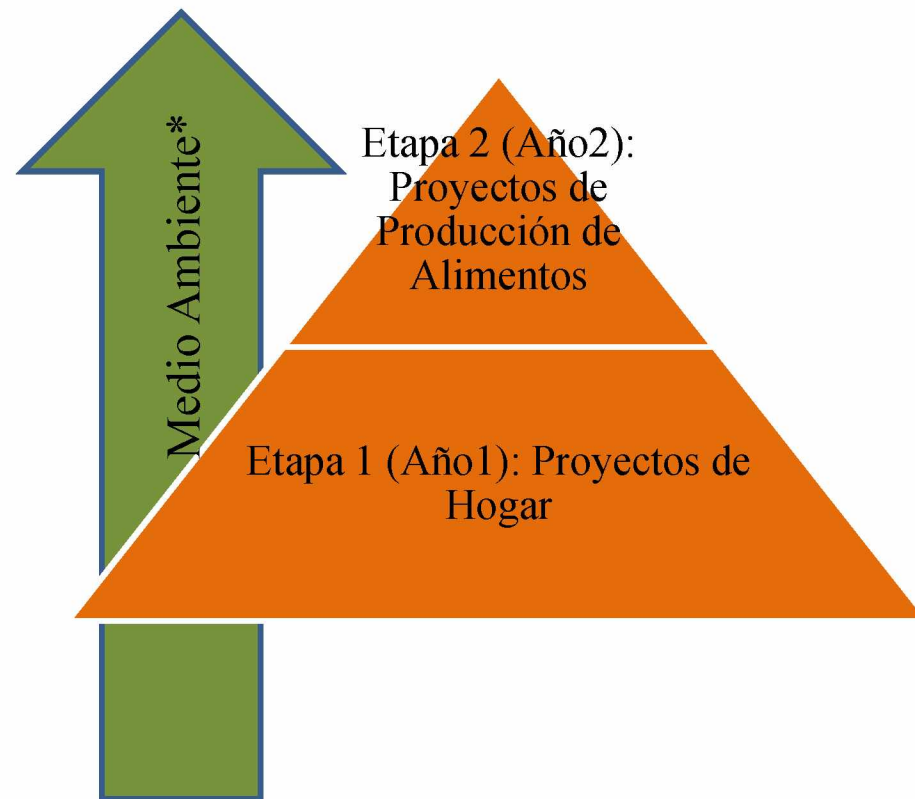 Medio Ambiente*
Etapa 2 (Año2):
Proyectos de
Producción de
Alimentos
Etapa 1 (Año1): Proyectos de
Hogar